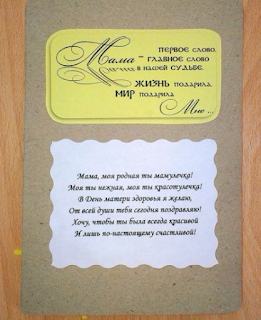 Мама –
первое слово,
главное слово
в нашей судьбе.
Жизнь подарила,
Мир подарила
Мне ...
Мама, моя родная ты мамулечка!
Моя ты нежная, моя ты красотулечка!
В День матери здоровья я желаю,
От всей души тебя сегодня поздравляю!
Хочу, чтобы ты была всегда красивой
И лишь по-настоящему счастливой!